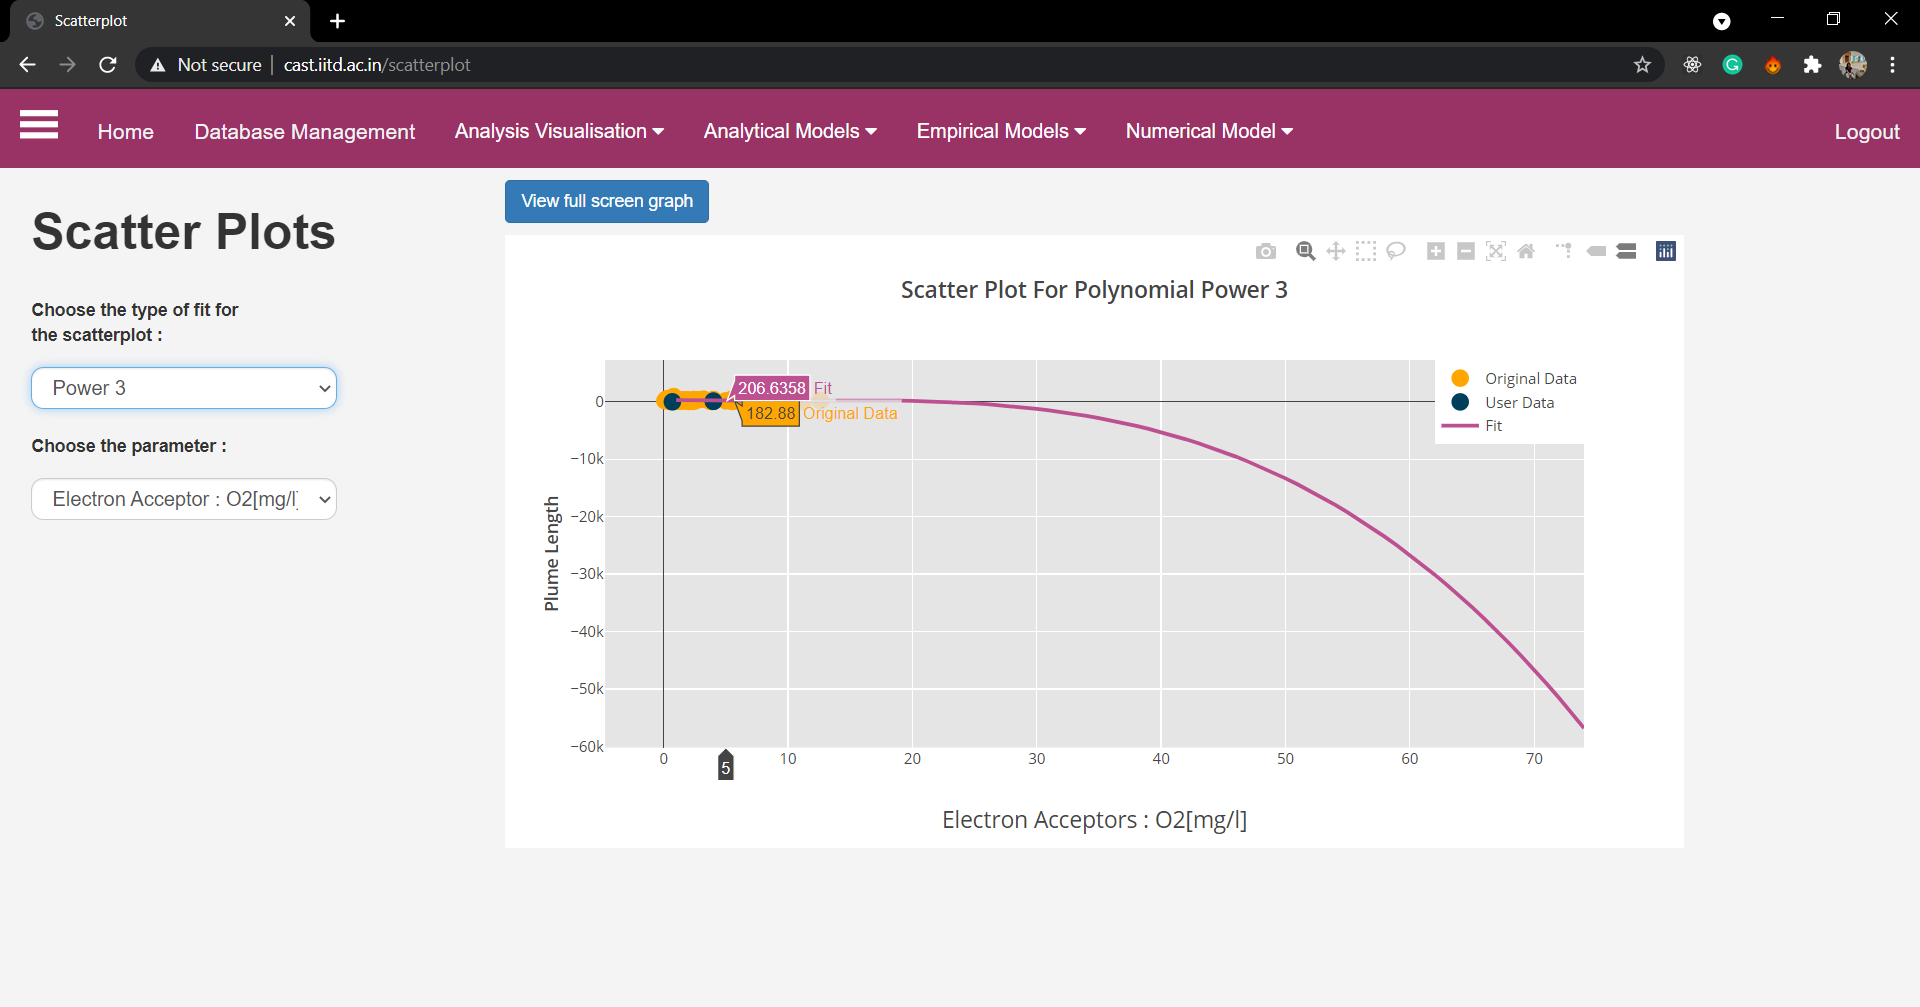 Scatterplot
Not secure
cast.iitd.ac.in/scatterplot
Home
Database Management
Analysis Visualisation
Analytical Models
Empirical Models
Numerical Model
Logout
View full screen graph
Scatter Plots
Choose the type of fit for
the scatterplot :
Power 3
Choose the parameter :
Electron Acceptor : O2[mg/l]
Scatter Plot For Polynomial Power 3
Original Data
User Data
Fit
206.6358 Fit
182.88 Original Data
0
−10k
−20k
−30k
−40k
−50k
−60k
Plume Length
0
5
10
20
30
40
50
60
70
Electron Acceptors : O2[mg/l]